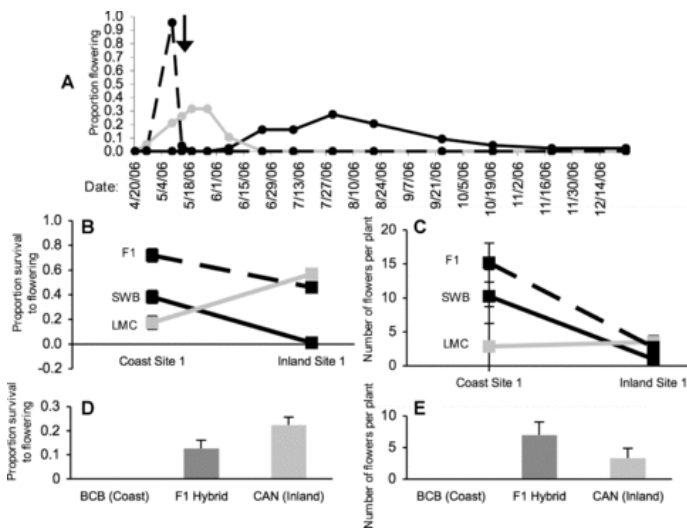 A
Proportion flowering
1.0
0.9
0.8
0.7
0.6
0.5
0.4
0.3
0.2
0.1
0.0
Date:
4/20/06
5/4/06
5/18/06
6/1/06
6/15/06
6/29/06
7/13/06
7/27/06
8/10/06
8/24/06
9/7/06
9/21/06
10/5/06
10/19/06
11/2/06
11/16/06
11/30/06
12/14/06
B
Proportion survival
to flowering
1.0
0.8
0.6
0.4
0.2
0.0
-0.2
F1
SWB
LMC
Coast Site 1 Inland Site 1
C
Number of flowers per plant
20
15
10
5
0
F1
SWB
LMC
Coast Site 1 Inland Site 1
D
Proportion survival
to flowering
0.3
0.2
0.1
0
BCB (Coast) F1 Hybrid CAN (Inland)
E
Number of flowers per plant
10
5
0
BCB (Coast) F1 Hybrid CAN (Inland)